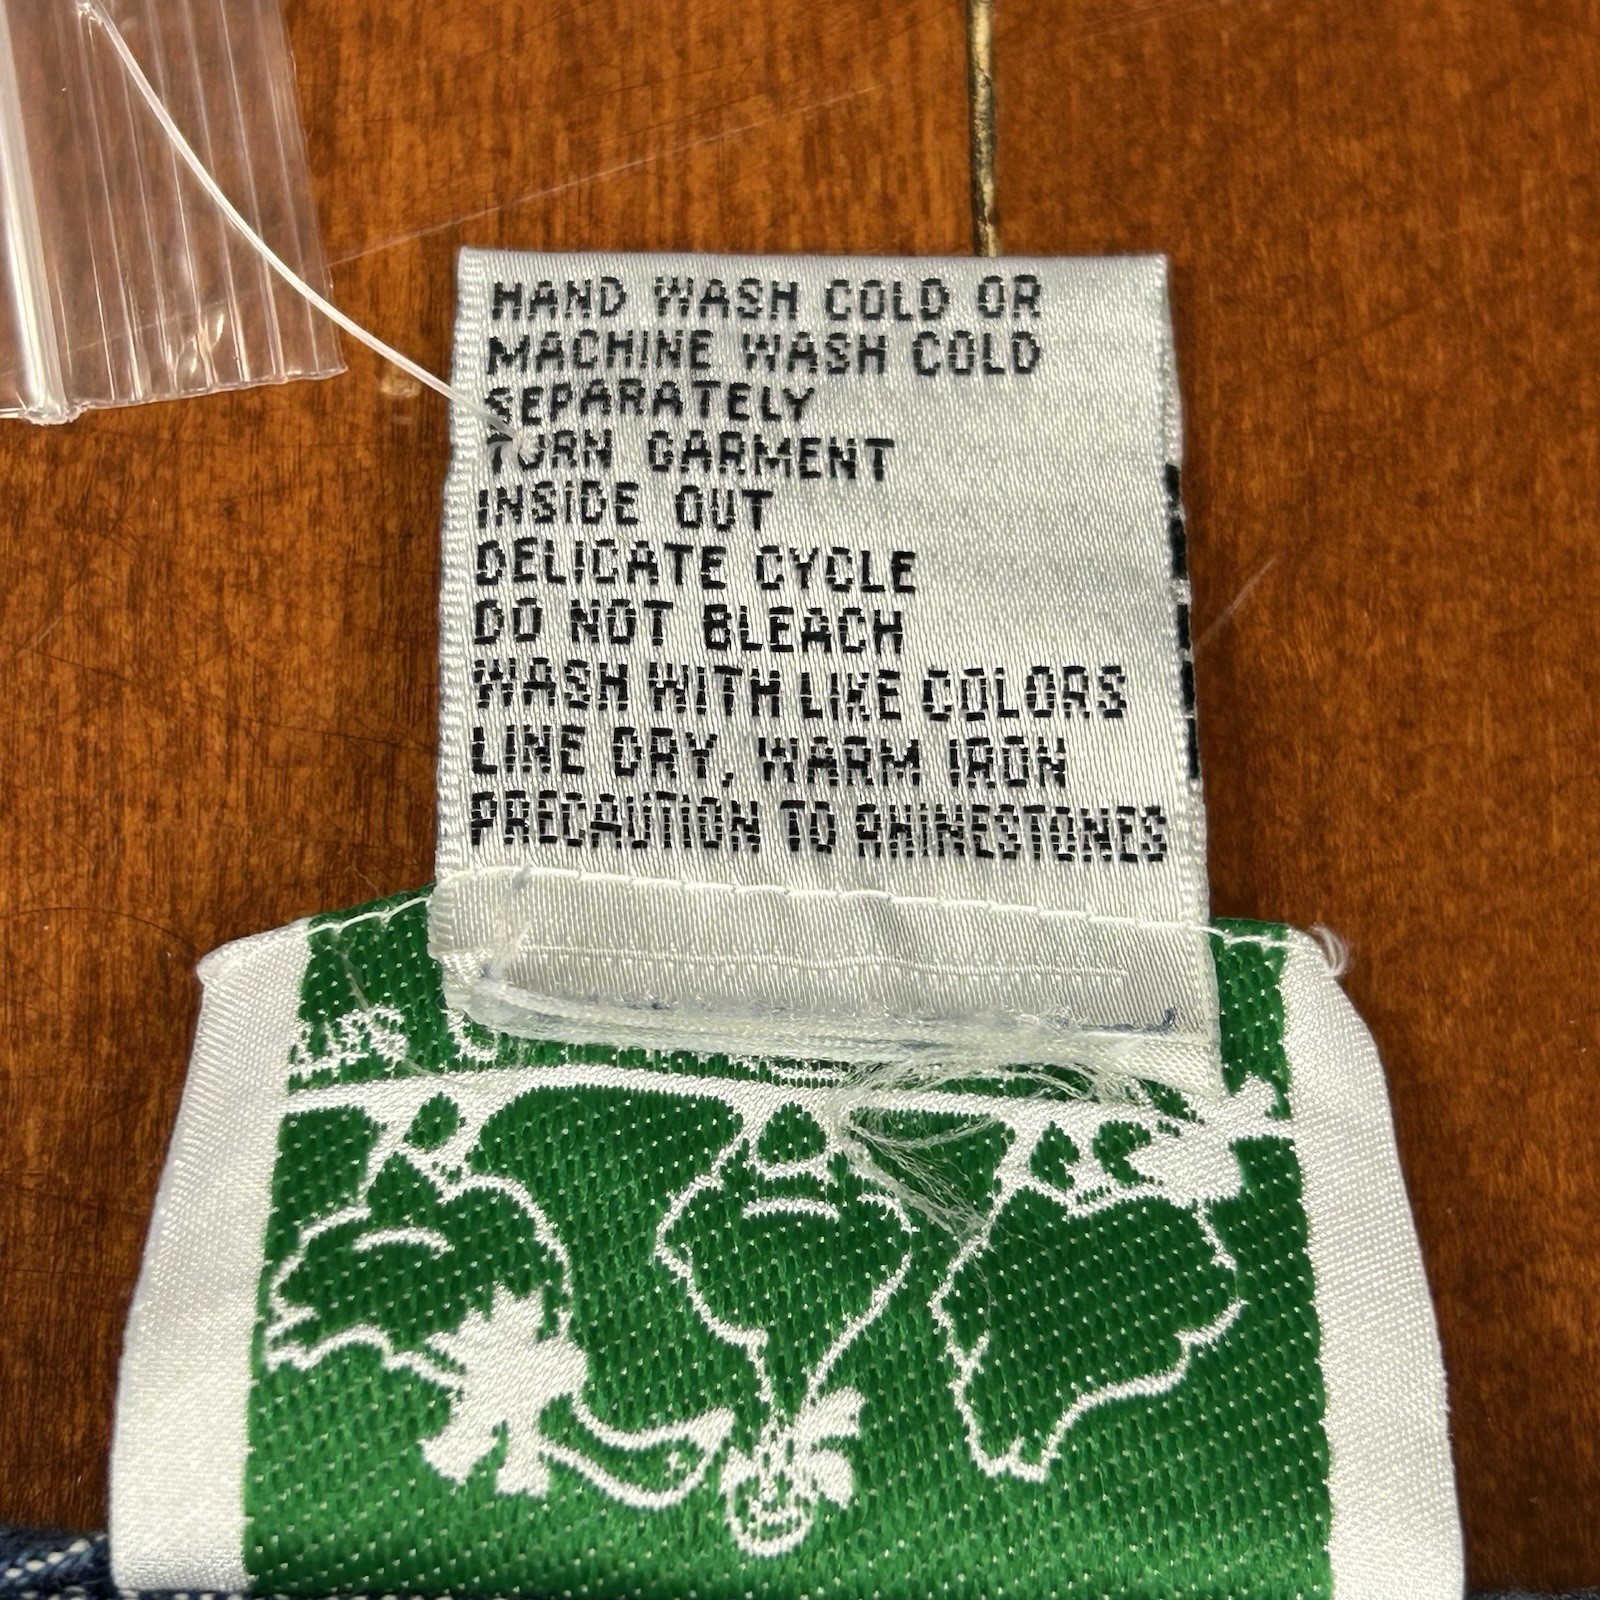 HAND WASH COLD OR
MACHINE WASH COLD
SEPARATELY
TURN GARMENT
INSIDE OUT
DELICATE CYCLE
DO NOT BLEACH
WASH WITH LIKE COLORS
LINE DRY, WARM IRON
PRECAUTION TO RHINESTONES